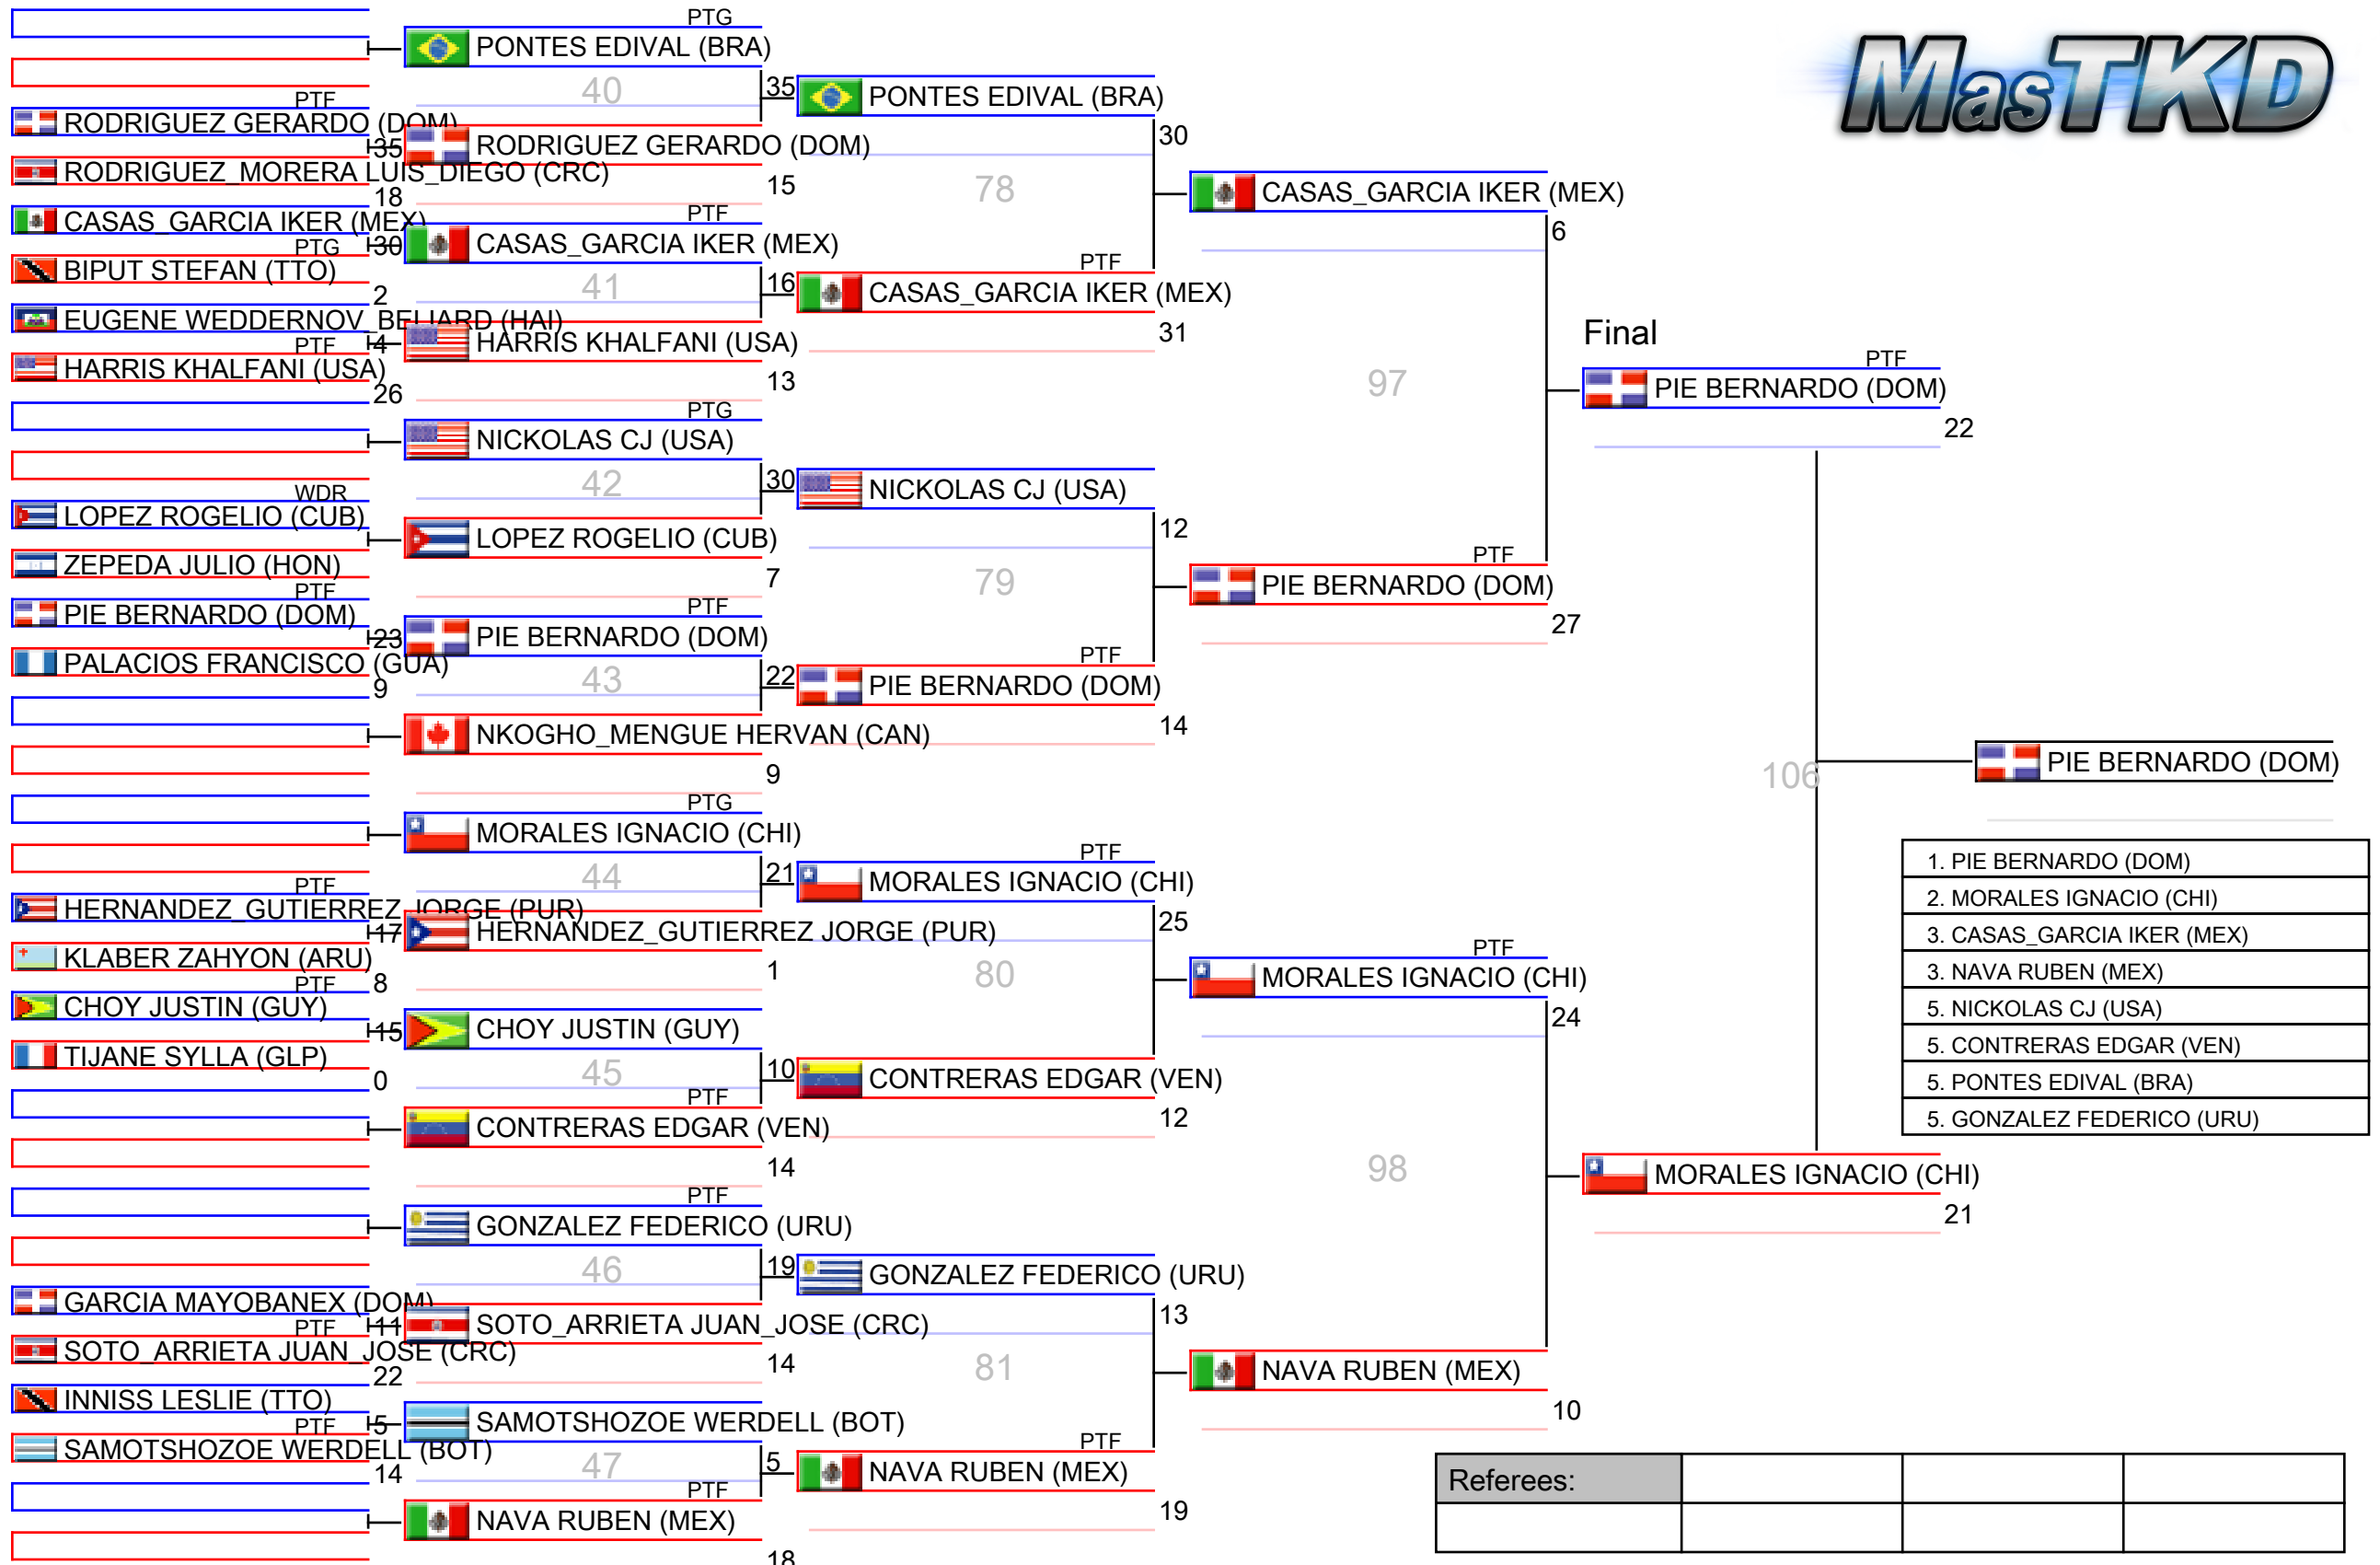 MasTKD
PTF
RODRIGUEZ GERARDO (DOM)
35
RODRIGUEZ_MORERA LUIS_DIEGO (CRC)
18
CASAS_GARCIA IKER (MEX)
30
PTG
BIPUT STEFAN (TTO)
2
EUGENE WEDDERNOV_BELIARD (HAI)
4
PTF
HARRIS KHALFANI (USA)
26
WDR
LOPEZ ROGELIO (CUB)
ZEPEDA JULIO (HON)
PTF
PIE BERNARDO (DOM)
23
PALACIOS FRANCISCO (GUA)
9
PTF
HERNANDEZ_GUTIERREZ JORGE (PUR)
17
KLABER ZAHYON (ARU)
8
PTF
CHOY JUSTIN (GUY)
15
TIJANE SYLLA (GLP)
0
GARCIA MAYOBANEX (DOM)
11
PTF
SOTO_ARRIETA JUAN_JOSE (CRC)
22
INNISS LESLIE (TTO)
5
PTF
SAMOTSHOZOE WERDELL (BOT)
14
PTG
PONTES EDIVAL (BRA)
35
40
RODRIGUEZ GERARDO (DOM)
15
PTF
CASAS_GARCIA IKER (MEX)
16
41
HARRIS KHALFANI (USA)
13
PTG
NICKOLAS CJ (USA)
30
42
LOPEZ ROGELIO (CUB)
7
PTF
PIE BERNARDO (DOM)
22
43
NKOGHO_MENGUE HERVAN (CAN)
9
PTG
MORALES IGNACIO (CHI)
21
44
HERNANDEZ_GUTIERREZ JORGE (PUR)
1
CHOY JUSTIN (GUY)
10
45
PTF
CONTRERAS EDGAR (VEN)
14
PTF
GONZALEZ FEDERICO (URU)
19
46
SOTO_ARRIETA JUAN_JOSE (CRC)
14
SAMOTSHOZOE WERDELL (BOT)
5
47
PTF
NAVA RUBEN (MEX)
18
PONTES EDIVAL (BRA)
30
78
PTF
CASAS_GARCIA IKER (MEX)
31
NICKOLAS CJ (USA)
12
79
PTF
PIE BERNARDO (DOM)
14
PTF
MORALES IGNACIO (CHI)
25
80
CONTRERAS EDGAR (VEN)
12
GONZALEZ FEDERICO (URU)
13
81
PTF
NAVA RUBEN (MEX)
19
CASAS_GARCIA IKER (MEX)
6
97
PTF
PIE BERNARDO (DOM)
27
PTF
MORALES IGNACIO (CHI)
24
98
NAVA RUBEN (MEX)
10
Final
PTF
PIE BERNARDO (DOM)
22
106
MORALES IGNACIO (CHI)
21
PIE BERNARDO (DOM)
1. PIE BERNARDO (DOM)
2. MORALES IGNACIO (CHI)
3. CASAS_GARCIA IKER (MEX)
3. NAVA RUBEN (MEX)
5. NICKOLAS CJ (USA)
5. CONTRERAS EDGAR (VEN)
5. PONTES EDIVAL (BRA)
5. GONZALEZ FEDERICO (URU)
Referees: